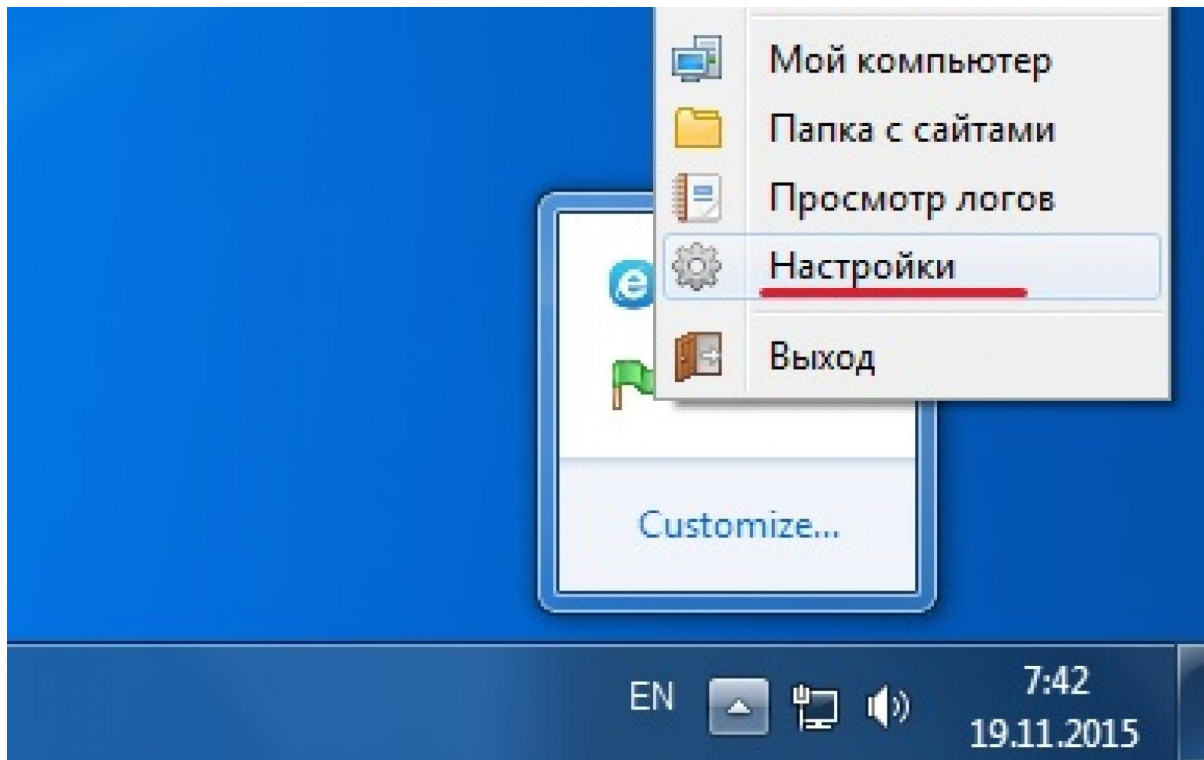 Мой компьютер
Папка с сайтами
Просмотр логов
Настройки
Выход
Customize...
EN
7:42
19.11.2015